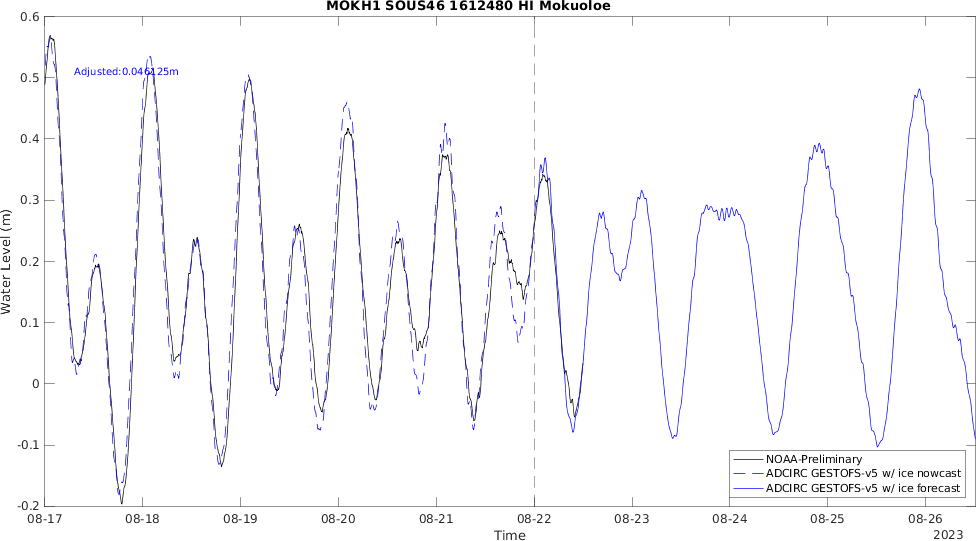 MOKH1 SOUS46 1612480 HI Mokuoloe
Adjusted:0.046125m
Water Level (m)
0.6
0.5
0.4
0.3
0.2
0.1
0
-0.1
-0.2
NOAA-Preliminary
ADCIRC GESTOFS-v5 w/ ice nowcast
ADCIRC GESTOFS-v5 w/ ice forecast
08-17 08-18 08-19 08-20 08-21 08-22 08-23 08-24 08-25 08-26
Time
2023